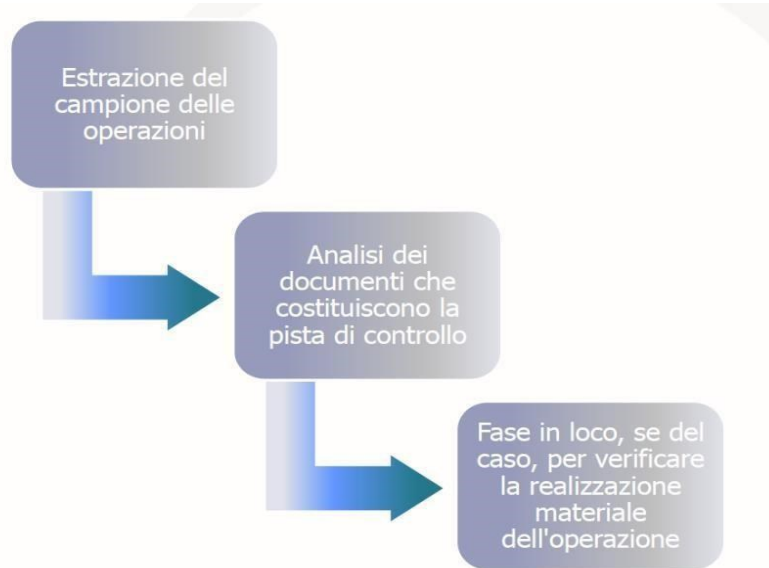 Estrazione del
campione delle
operazioni
Analisi dei
documenti che
costituiscono la
pista di controllo
Fase in loco, se del
caso, per verificare
la realizzazione
materiale
dell'operazione